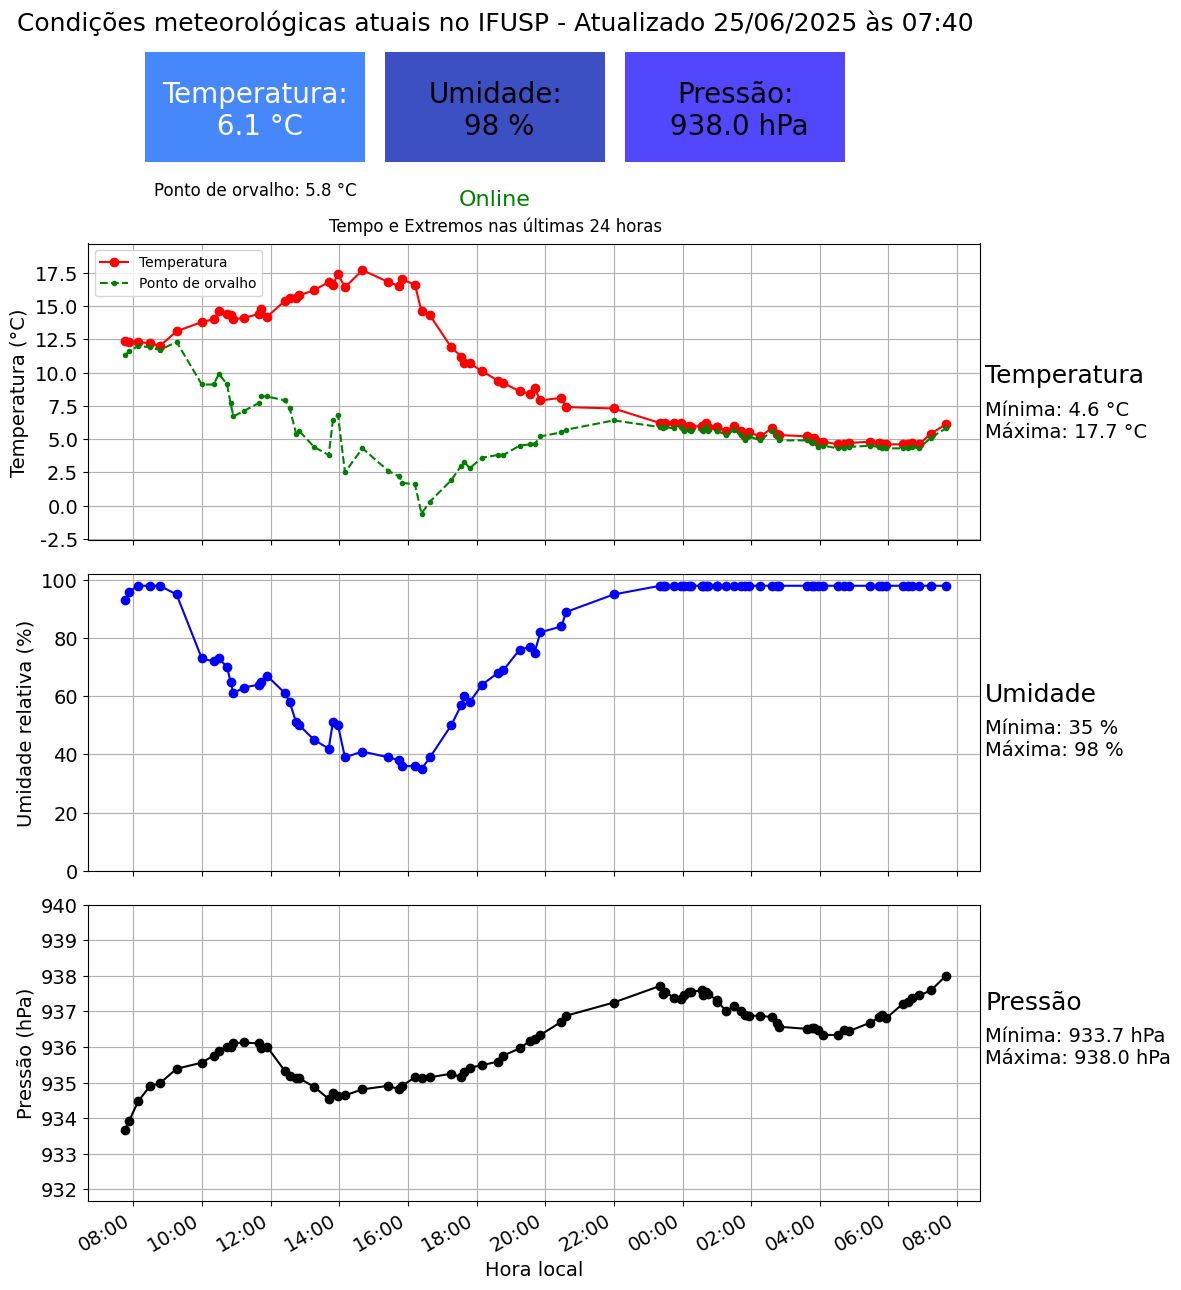 Condições meteorológicas atuais no IFUSP - Atualizado 25/06/2025 às 07:40
Temperatura:
6.1 °C
Umidade:
98 %
Pressão:
938.0 hPa
Ponto de orvalho: 5.8 °C
Online
Tempo e Extremos nas últimas 24 horas
Temperatura
Ponto de orvalho
Temperatura (°C)
17.5
15.0
12.5
10.0
7.5
5.0
2.5
0.0
-2.5
Temperatura
Mínima: 4.6 °C
Máxima: 17.7 °C
Umidade relativa (%)
100
80
60
40
20
0
Umidade
Mínima: 35 %
Máxima: 98 %
Pressão (hPa)
940
939
938
937
936
935
934
933
932
Pressão
Mínima: 933.7 hPa
Máxima: 938.0 hPa
08:00
10:00
12:00
14:00
16:00
18:00
20:00
22:00
00:00
02:00
04:00
06:00
08:00
Hora local